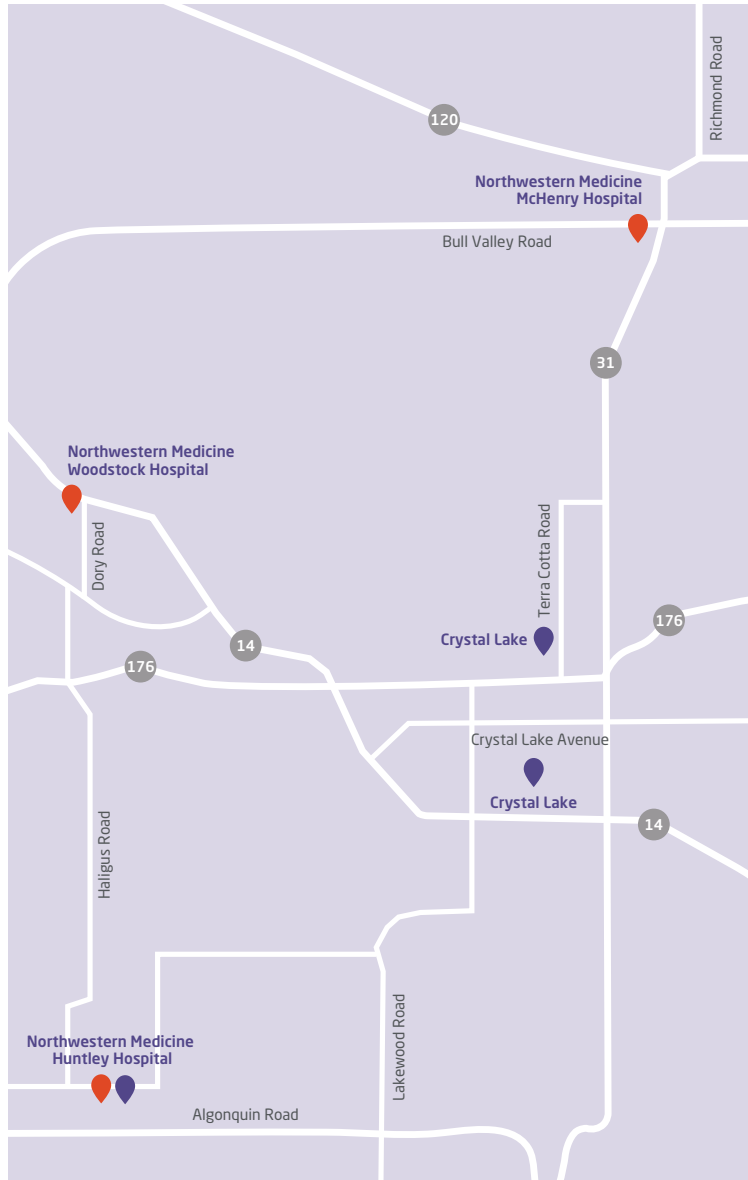 Richmond Road
120
Northwestern Medicine
McHenry Hospital
Bull Valley Road
31
Northwestern Medicine
Woodstock Hospital
Dory Road
Terra Cotta Road
176
Crystal Lake
14
176
Crystal Lake Avenue
Crystal Lake
14
Haligus Road
Lakewood Road
Northwestern Medicine
Huntley Hospital
Algonquin Road